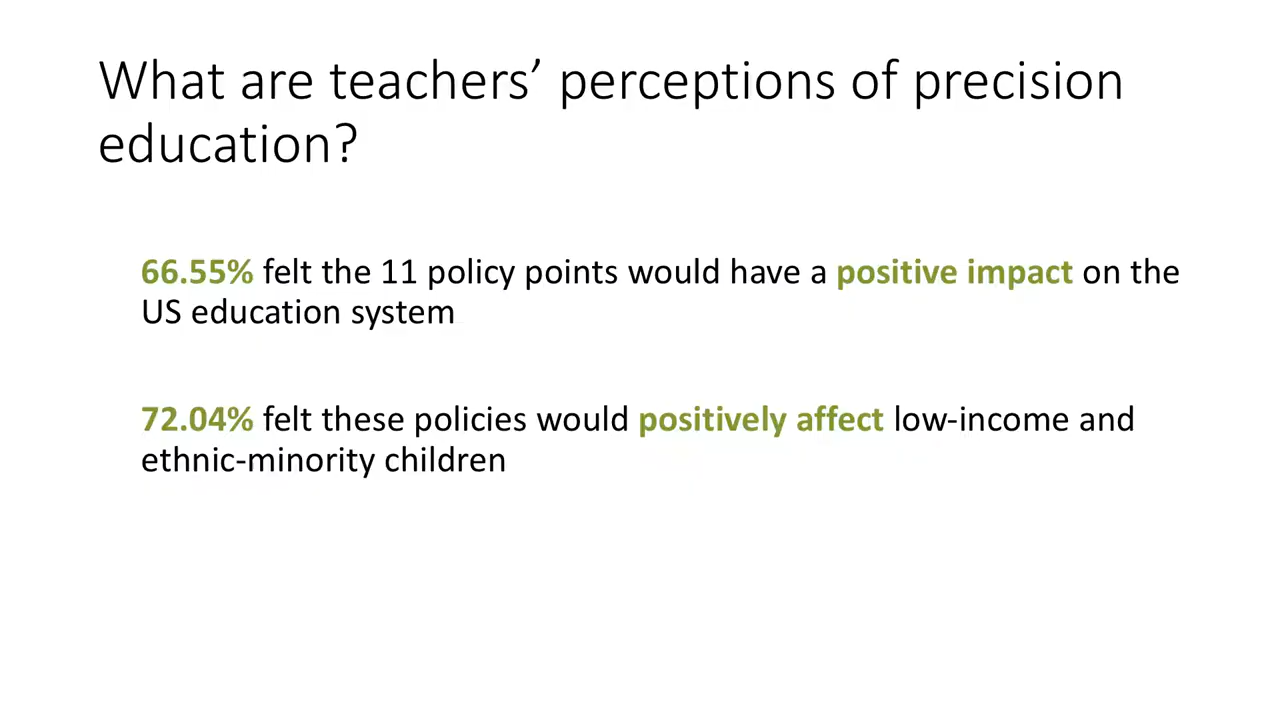 What are teachers’ perceptions of precision
education?
66.55% felt the 11 policy points would have a positive impact on the
US education system
72.04% felt these policies would positively affect low-income and
ethnic-minority children